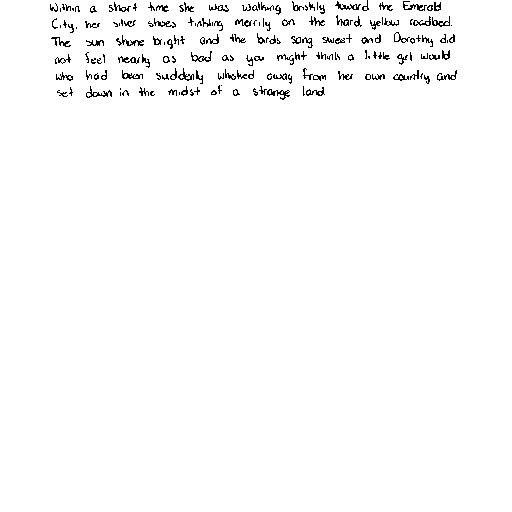 Within a short time she was walking briskly toward the Emerald
City, her silver shoes tinkling merrily on the hard, yellow roadbed.
The sun shone bright and the birds sang sweet and Dorothy did
not feel nearly as bad as you might think a little girl would
who had been suddenly whisked away from her own country and
set down in the midst of a strange land.